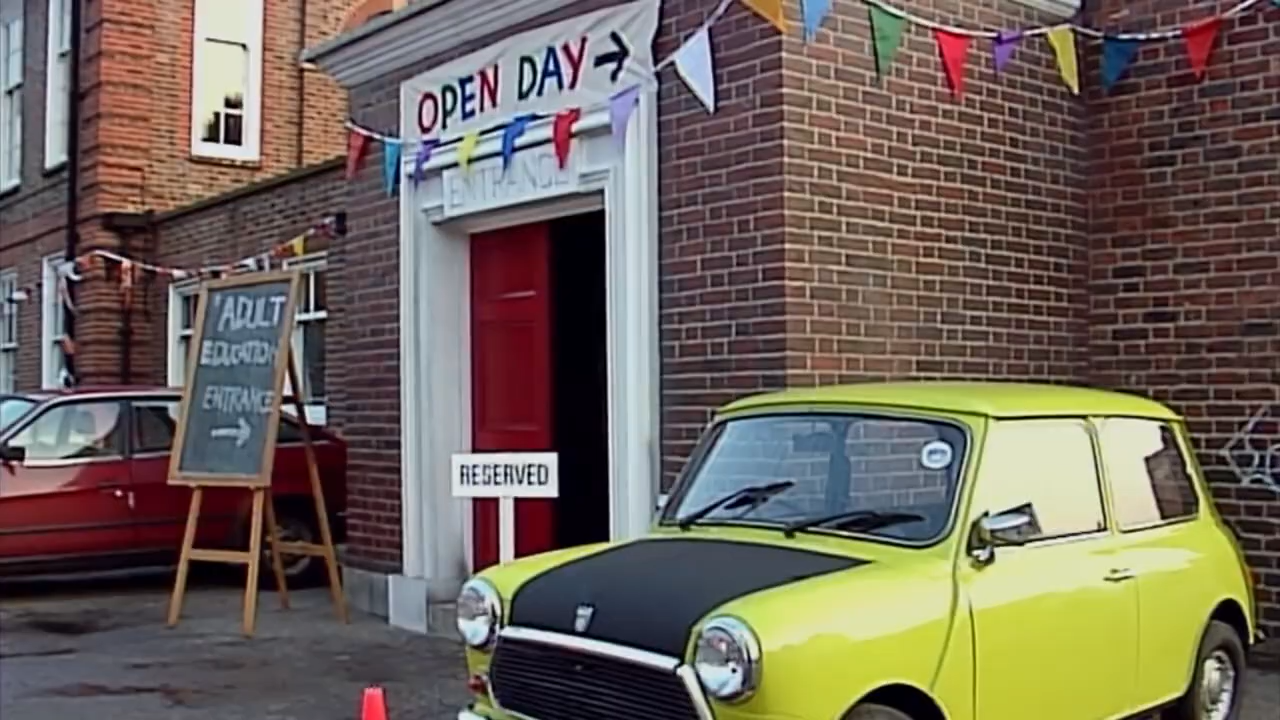 OPEN DAY →
ENTRANCE
ADULT
EDUCATION
ENTRANCE
→
RESERVED